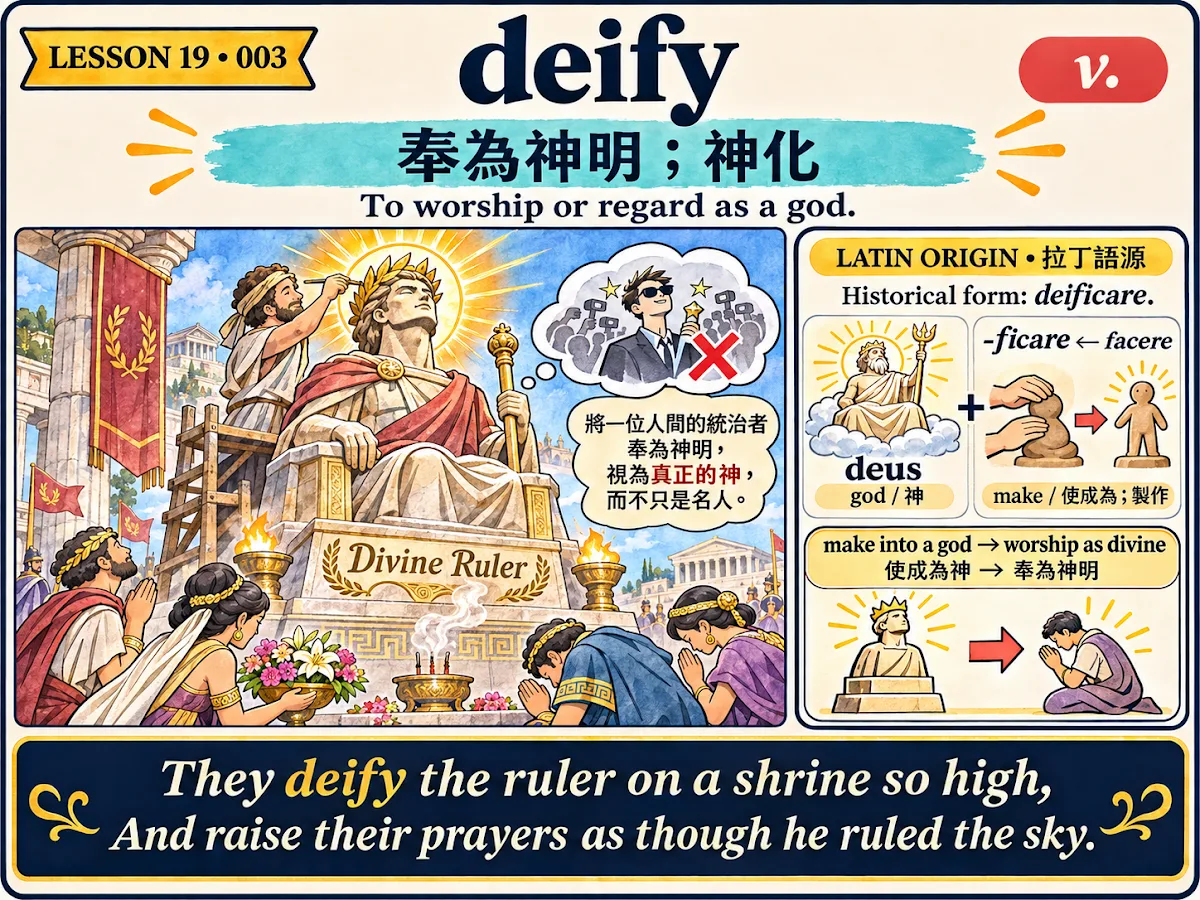 LESSON 19 • 003
deify
v.
奉為神明；神化
To worship or regard as a god.
將一位人間的統治者
奉為神明，
視為真正的神，
而不只是名人。
Divine Ruler
LATIN ORIGIN • 拉丁語源
Historical form: deificare.
deus
god / 神
+
-ficare ← facere
make / 使成為；製作
make into a god → worship as divine
使成為神 → 奉為神明
They deify the ruler on a shrine so high,
And raise their prayers as though he ruled the sky.